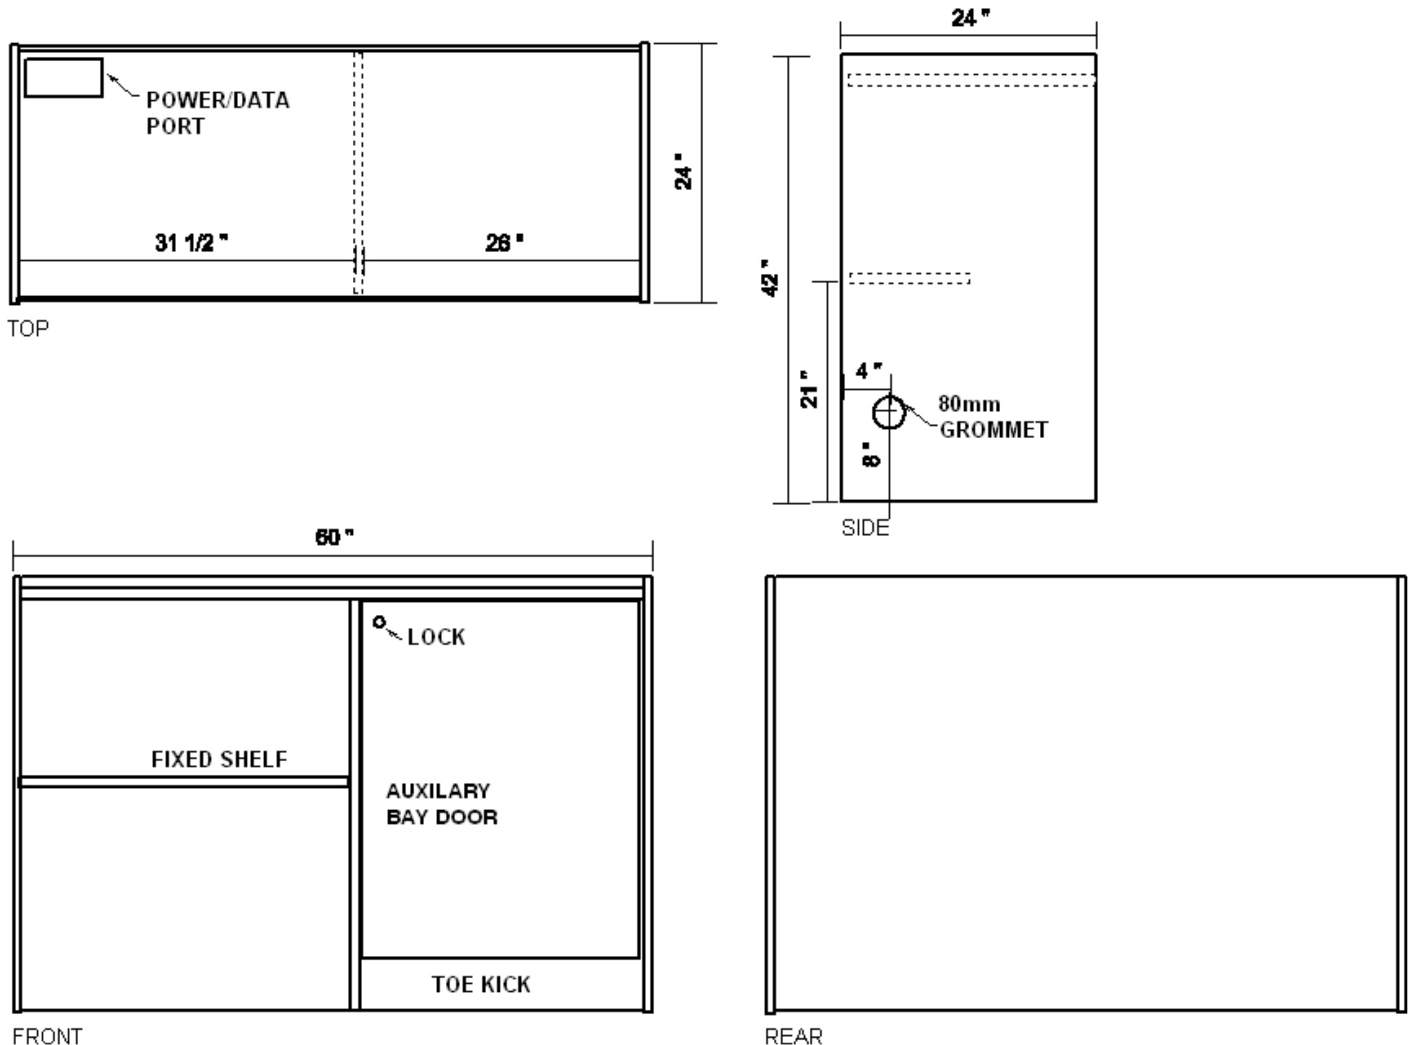 24 "
POWER/DATA
PORT
24 "
31 1/2 "
26 "
TOP
42 "
21 "
4 "
80mm
GROMMET
8 "
SIDE
60 "
LOCK
FIXED SHELF
AUXILARY
BAY DOOR
TOE KICK
FRONT
REAR